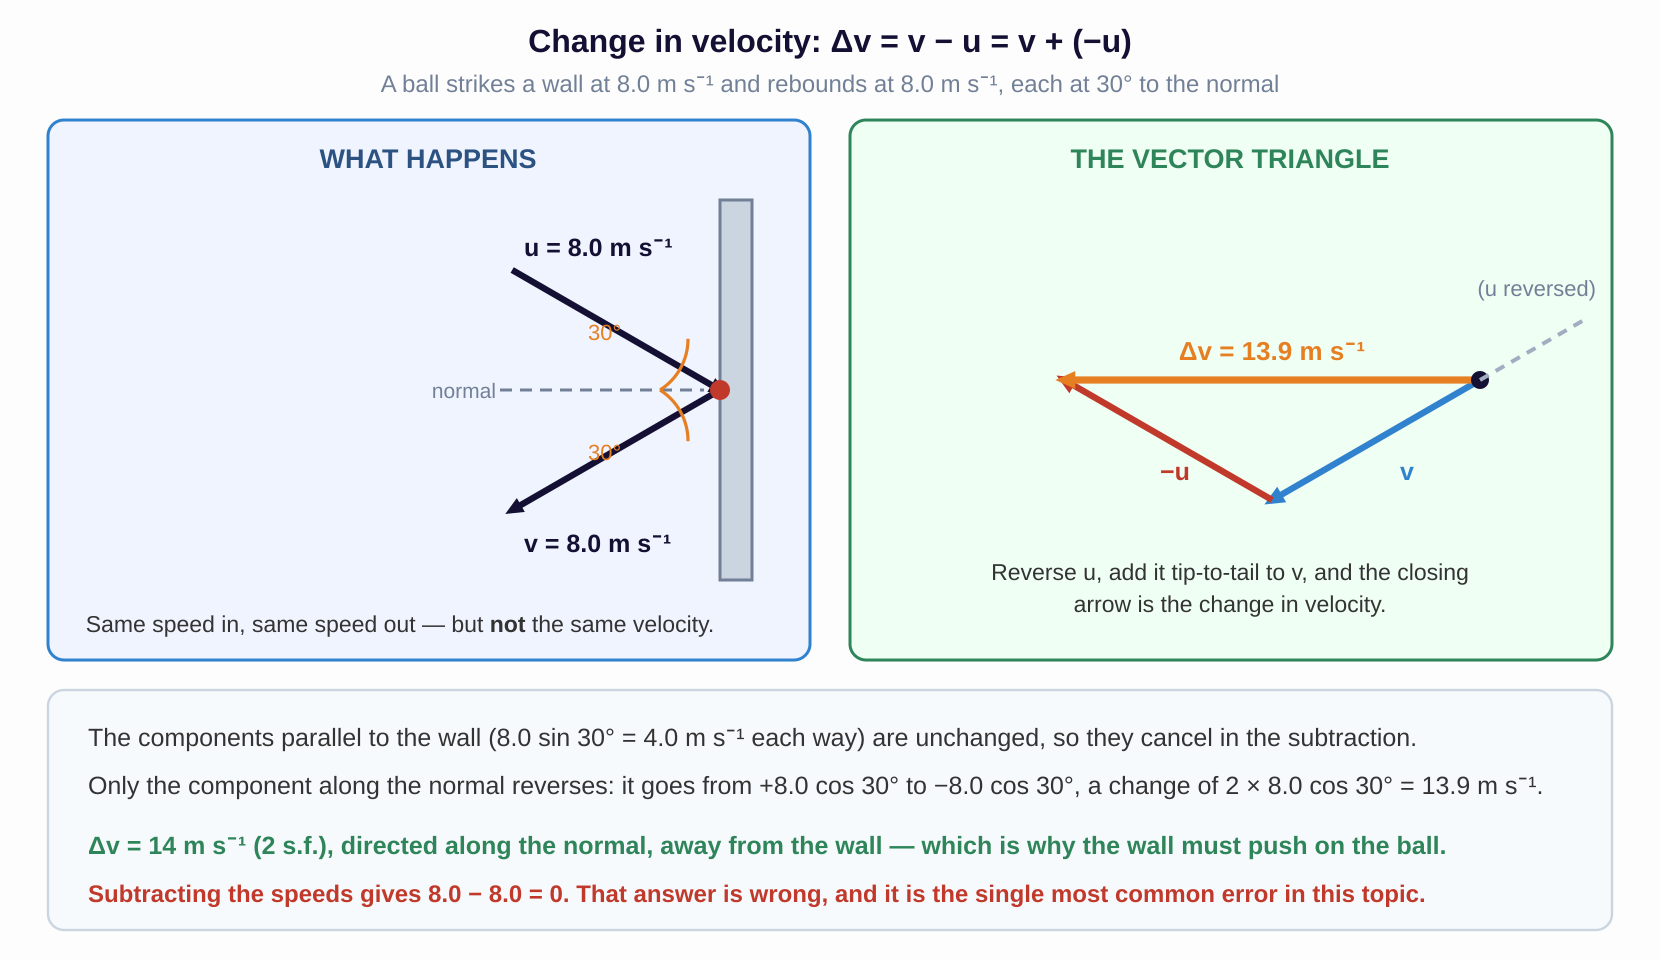 Change in velocity: Δv = v − u = v + (−u)
A ball strikes a wall at 8.0 m s⁻¹ and rebounds at 8.0 m s⁻¹, each at 30° to the normal
WHAT HAPPENS
u = 8.0 m s⁻¹
30°
normal
30°
v = 8.0 m s⁻¹
Same speed in, same speed out — but not the same velocity.
THE VECTOR TRIANGLE
(u reversed)
Δv = 13.9 m s⁻¹
−u
v
Reverse u, add it tip-to-tail to v, and the closing
arrow is the change in velocity.
The components parallel to the wall (8.0 sin 30° = 4.0 m s⁻¹ each way) are unchanged, so they cancel in the subtraction.
Only the component along the normal reverses: it goes from +8.0 cos 30° to −8.0 cos 30°, a change of 2 × 8.0 cos 30° = 13.9 m s⁻¹.
Δv = 14 m s⁻¹ (2 s.f.), directed along the normal, away from the wall — which is why the wall must push on the ball.
Subtracting the speeds gives 8.0 − 8.0 = 0. That answer is wrong, and it is the single most common error in this topic.